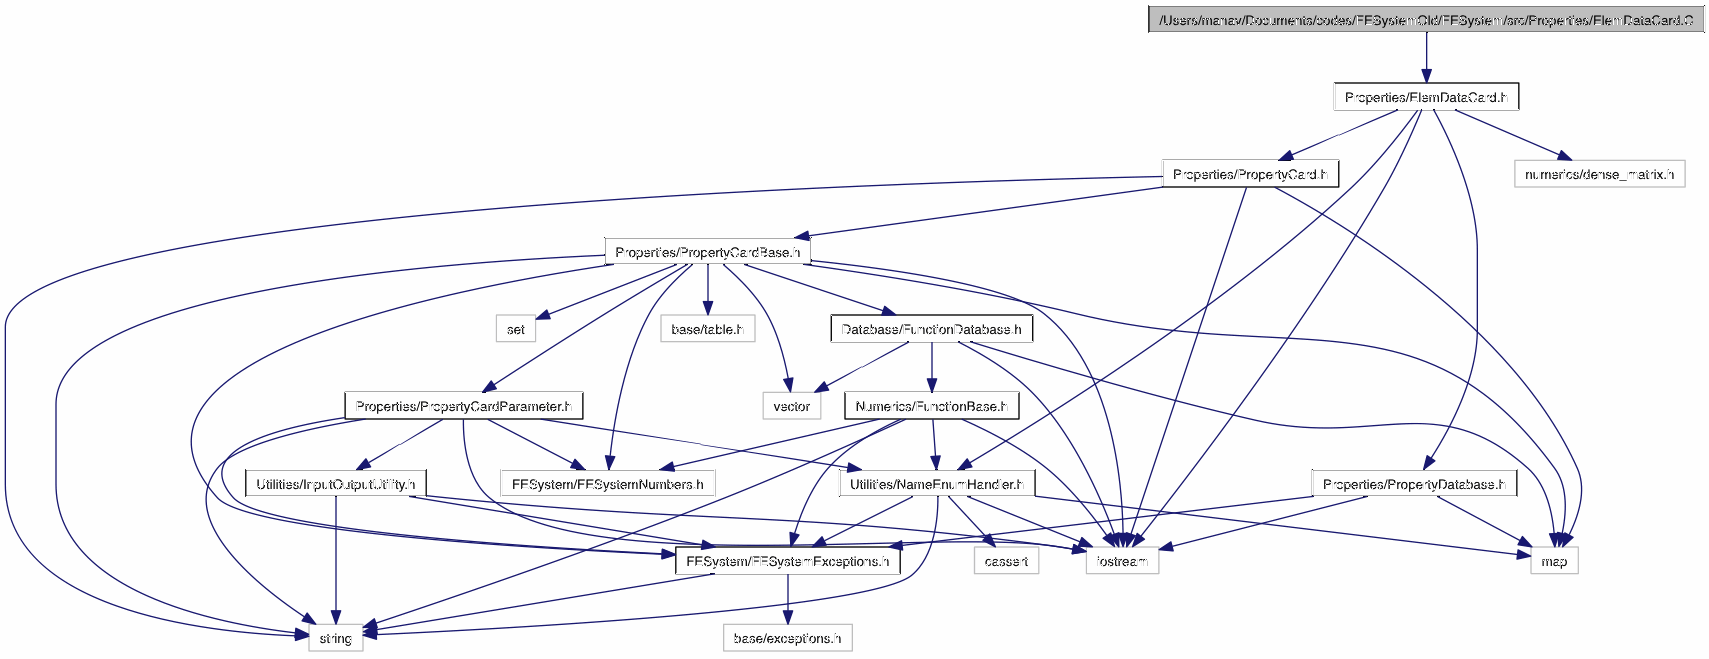 /Users/manav/Documents/codes/FESystemOld/FESystem/src/Properties/ElemDataCard.C
Properties/ElemDataCard.h
Properties/PropertyCard.h
numerics/dense_matrix.h
Properties/PropertyCardBase.h
set
base/table.h
Database/FunctionDatabase.h
Properties/PropertyCardParameter.h
vector
Numerics/FunctionBase.h
Utilities/InputOutputUtility.h
FESystem/FESystemNumbers.h
Utilities/NameEnumHandler.h
Properties/PropertyDatabase.h
FESystem/FESystemExceptions.h
cassert
iostream
map
string
base/exceptions.h